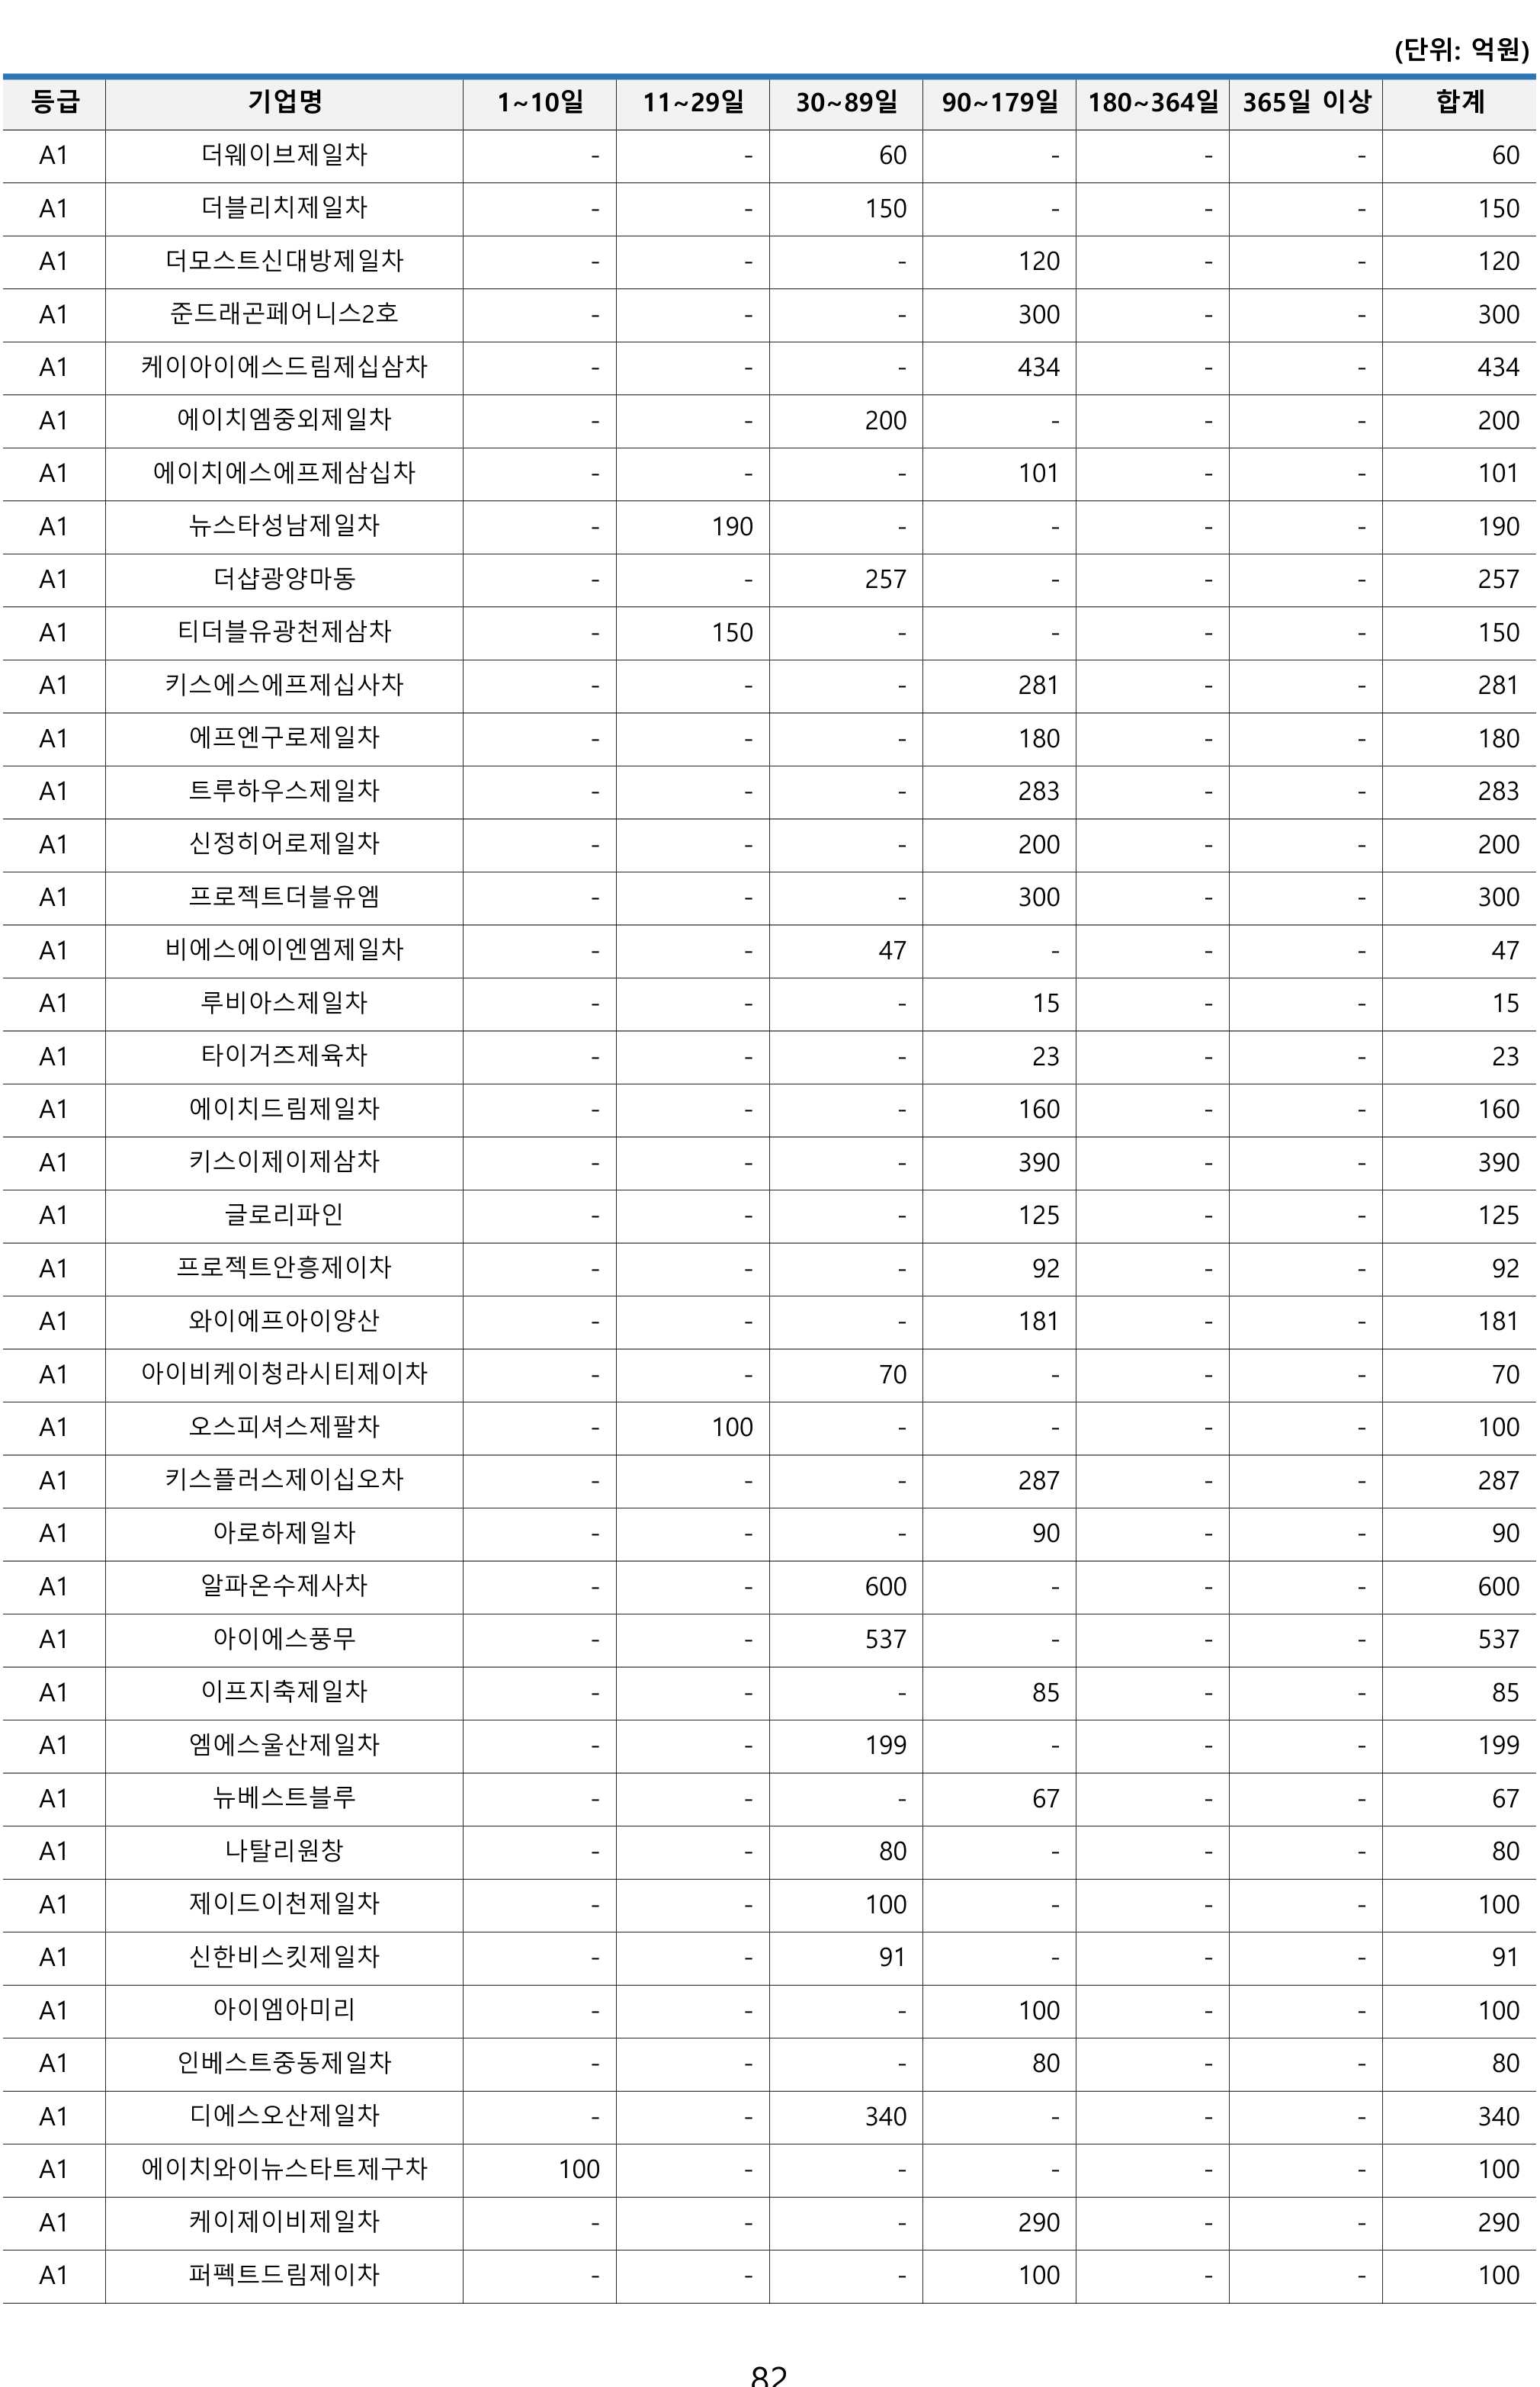 (단위: 억원)
등급 기업명 1~10일 11~29일 30~89일 90~179일 180~364일 365일 이상 합계
A1 더웨이브제일차 - - 60 - - - 60
A1 더블리치제일차 - - 150 - - - 150
A1 더모스트신대방제일차 - - - 120 - - 120
A1 준드래곤페어니스2호 - - - 300 - - 300
A1 케이아이에스드림제십삼차 - - - 434 - - 434
A1 에이치엠중외제일차 - - 200 - - - 200
A1 에이치에스에프제삼십차 - - - 101 - - 101
A1 뉴스타성남제일차 - 190 - - - - 190
A1 더샵광양마동 - - 257 - - - 257
A1 티더블유광천제삼차 - 150 - - - - 150
A1 키스에스에프제십사차 - - - 281 - - 281
A1 에프엔구로제일차 - - - 180 - - 180
A1 트루하우스제일차 - - - 283 - - 283
A1 신정히어로제일차 - - - 200 - - 200
A1 프로젝트더블유엠 - - - 300 - - 300
A1 비에스에이엔엠제일차 - - 47 - - - 47
A1 루비아스제일차 - - - 15 - - 15
A1 타이거즈제육차 - - - 23 - - 23
A1 에이치드림제일차 - - - 160 - - 160
A1 키스이제이제삼차 - - - 390 - - 390
A1 글로리파인 - - - 125 - - 125
A1 프로젝트안흥제이차 - - - 92 - - 92
A1 와이에프아이양산 - - - 181 - - 181
A1 아이비케이청라시티제이차 - - 70 - - - 70
A1 오스피셔스제팔차 - 100 - - - - 100
A1 키스플러스제이십오차 - - - 287 - - 287
A1 아로하제일차 - - - 90 - - 90
A1 알파온수제사차 - - 600 - - - 600
A1 아이에스풍무 - - 537 - - - 537
A1 이프지축제일차 - - - 85 - - 85
A1 엠에스울산제일차 - - 199 - - - 199
A1 뉴베스트블루 - - - 67 - - 67
A1 나탈리원창 - - 80 - - - 80
A1 제이드이천제일차 - - 100 - - - 100
A1 신한비스킷제일차 - - 91 - - - 91
A1 아이엠아미리 - - - 100 - - 100
A1 인베스트중동제일차 - - - 80 - - 80
A1 디에스오산제일차 - - 340 - - - 340
A1 에이치와이뉴스타트제구차 100 - - - - - 100
A1 케이제이비제일차 - - - 290 - - 290
A1 퍼펙트드림제이차 - - - 100 - - 100
82